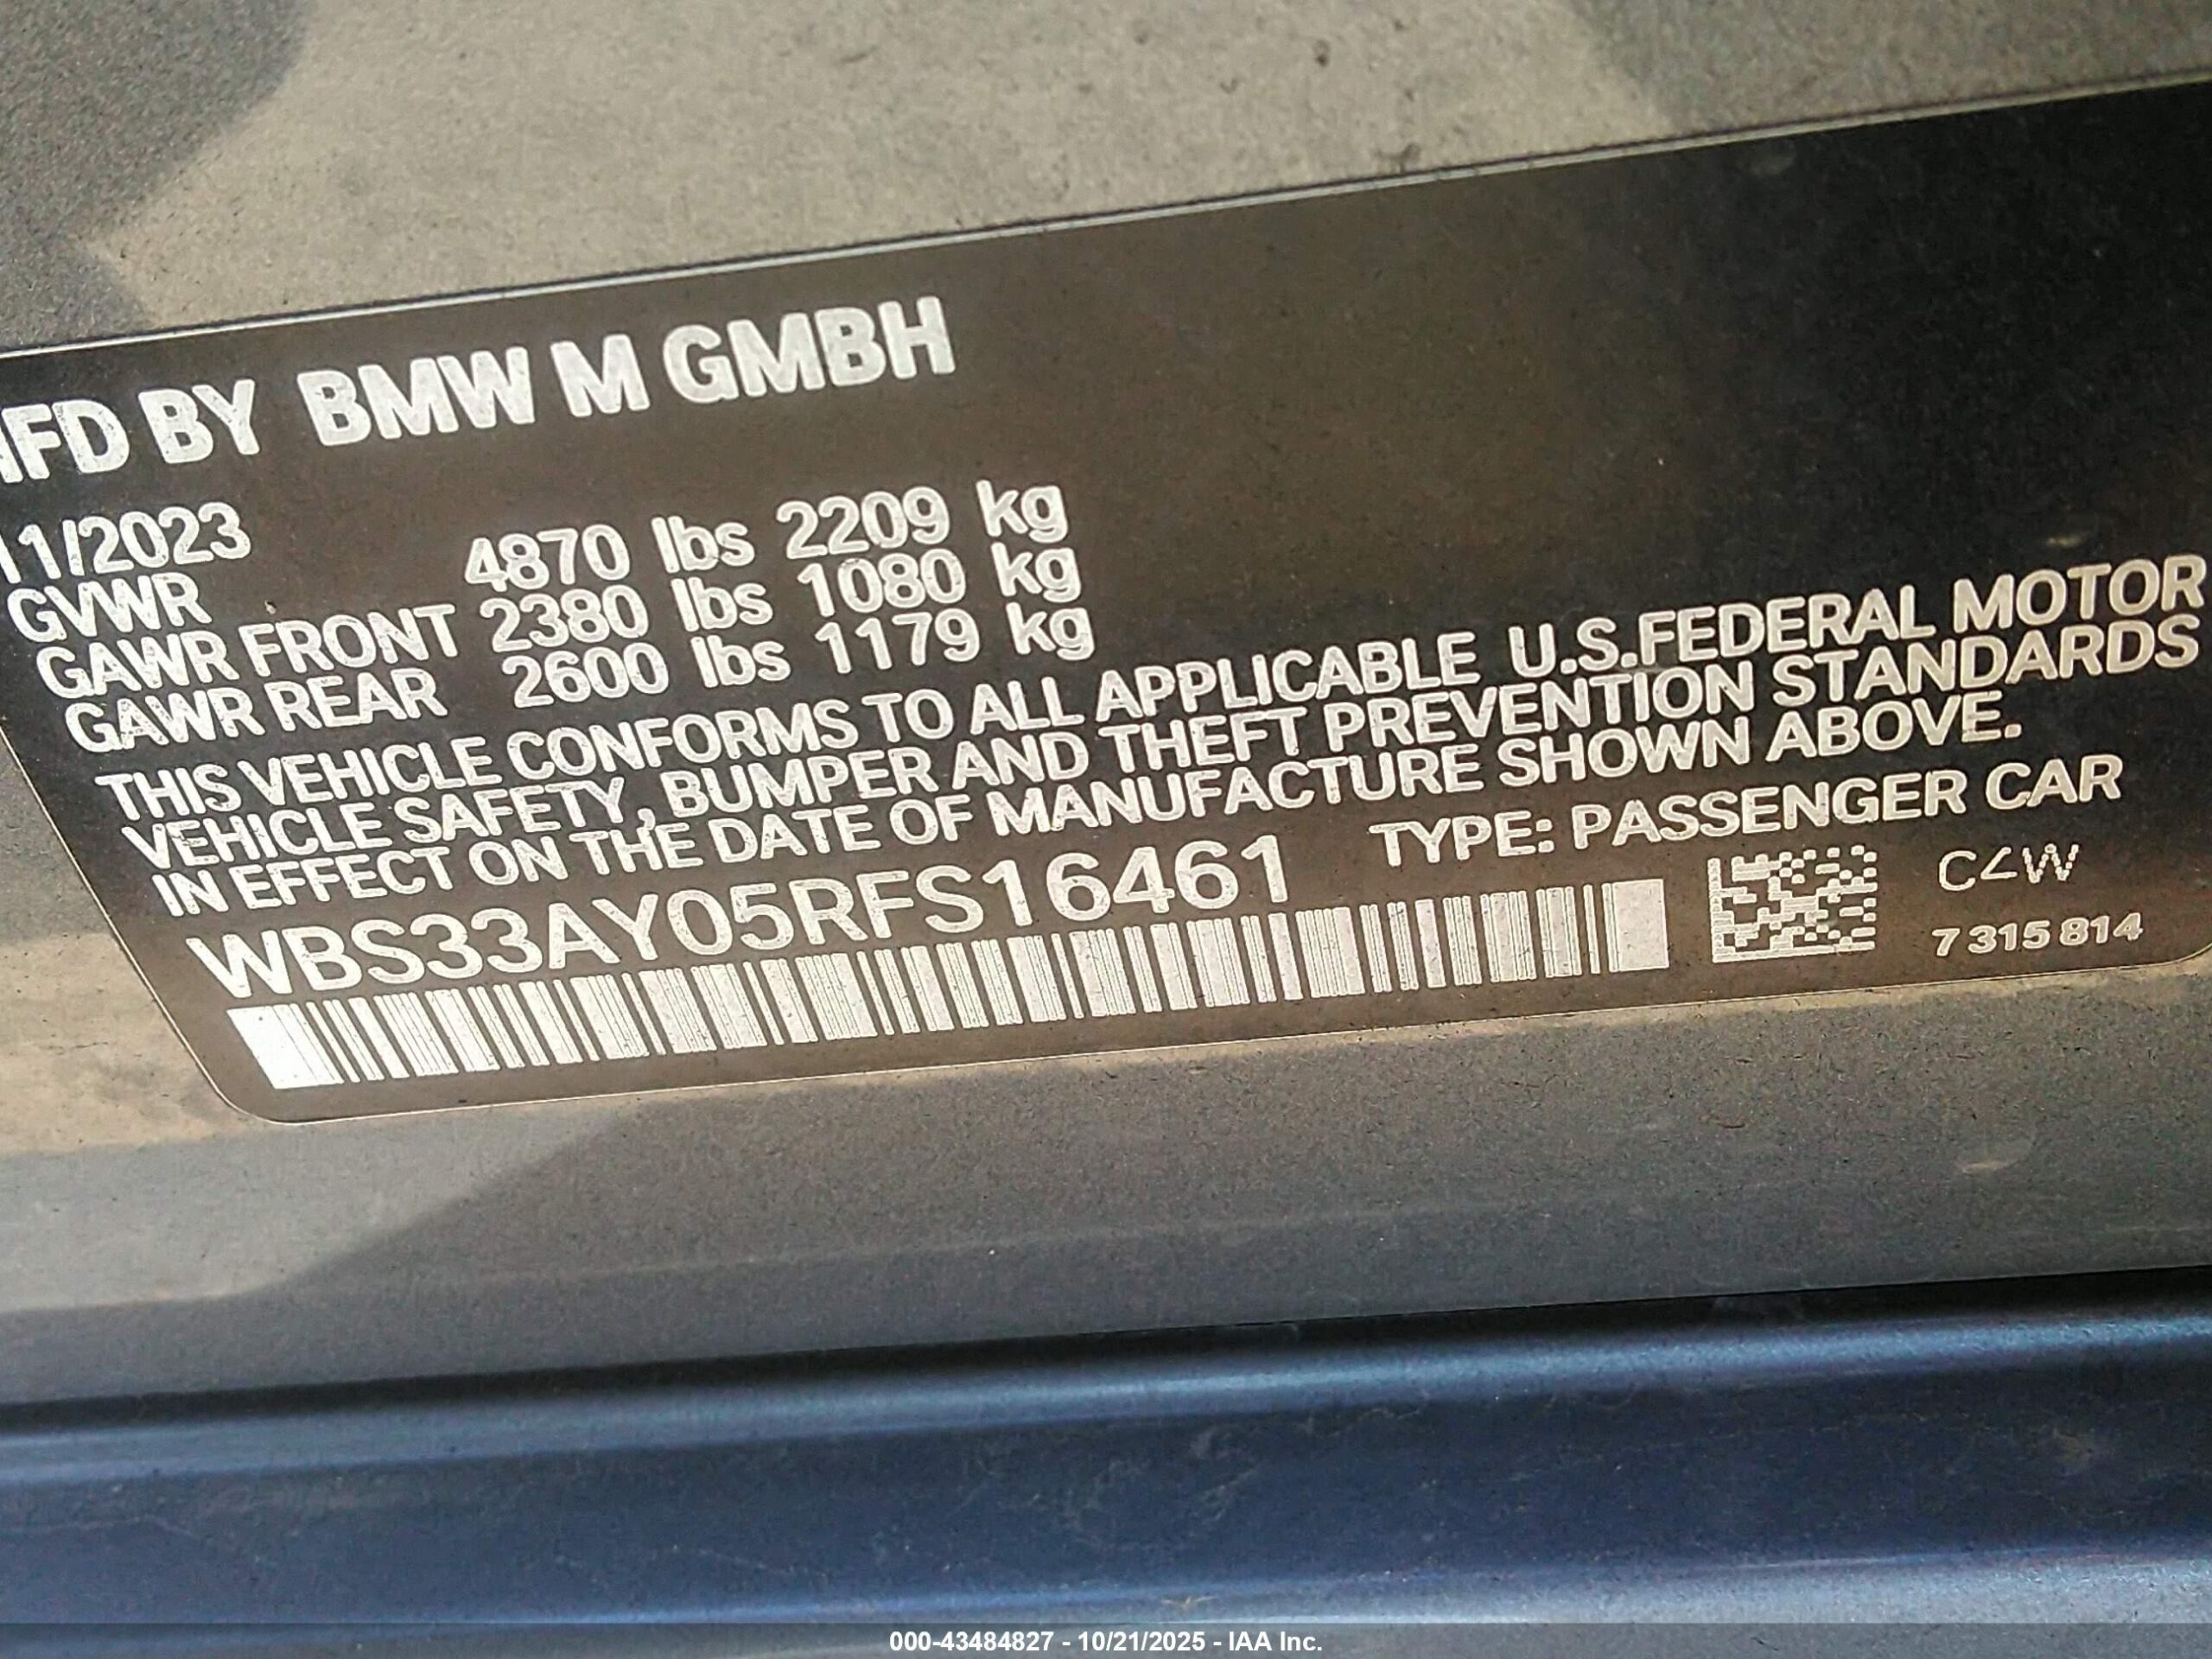 MFD BY BMW M GMBH
11/2023
GVWR 4870 lbs 2209 kg
GAWR FRONT 2380 lbs 1080 kg
GAWR REAR 2600 lbs 1179 kg
THIS VEHICLE CONFORMS TO ALL APPLICABLE U.S.FEDERAL MOTOR
VEHICLE SAFETY, BUMPER AND THEFT PREVENTION STANDARDS
IN EFFECT ON THE DATE OF MANUFACTURE SHOWN ABOVE.
WBS33AY05RFS16461 TYPE: PASSENGER CAR
C4W
7 315 814
000-43484827 - 10/21/2025 - IAA Inc.